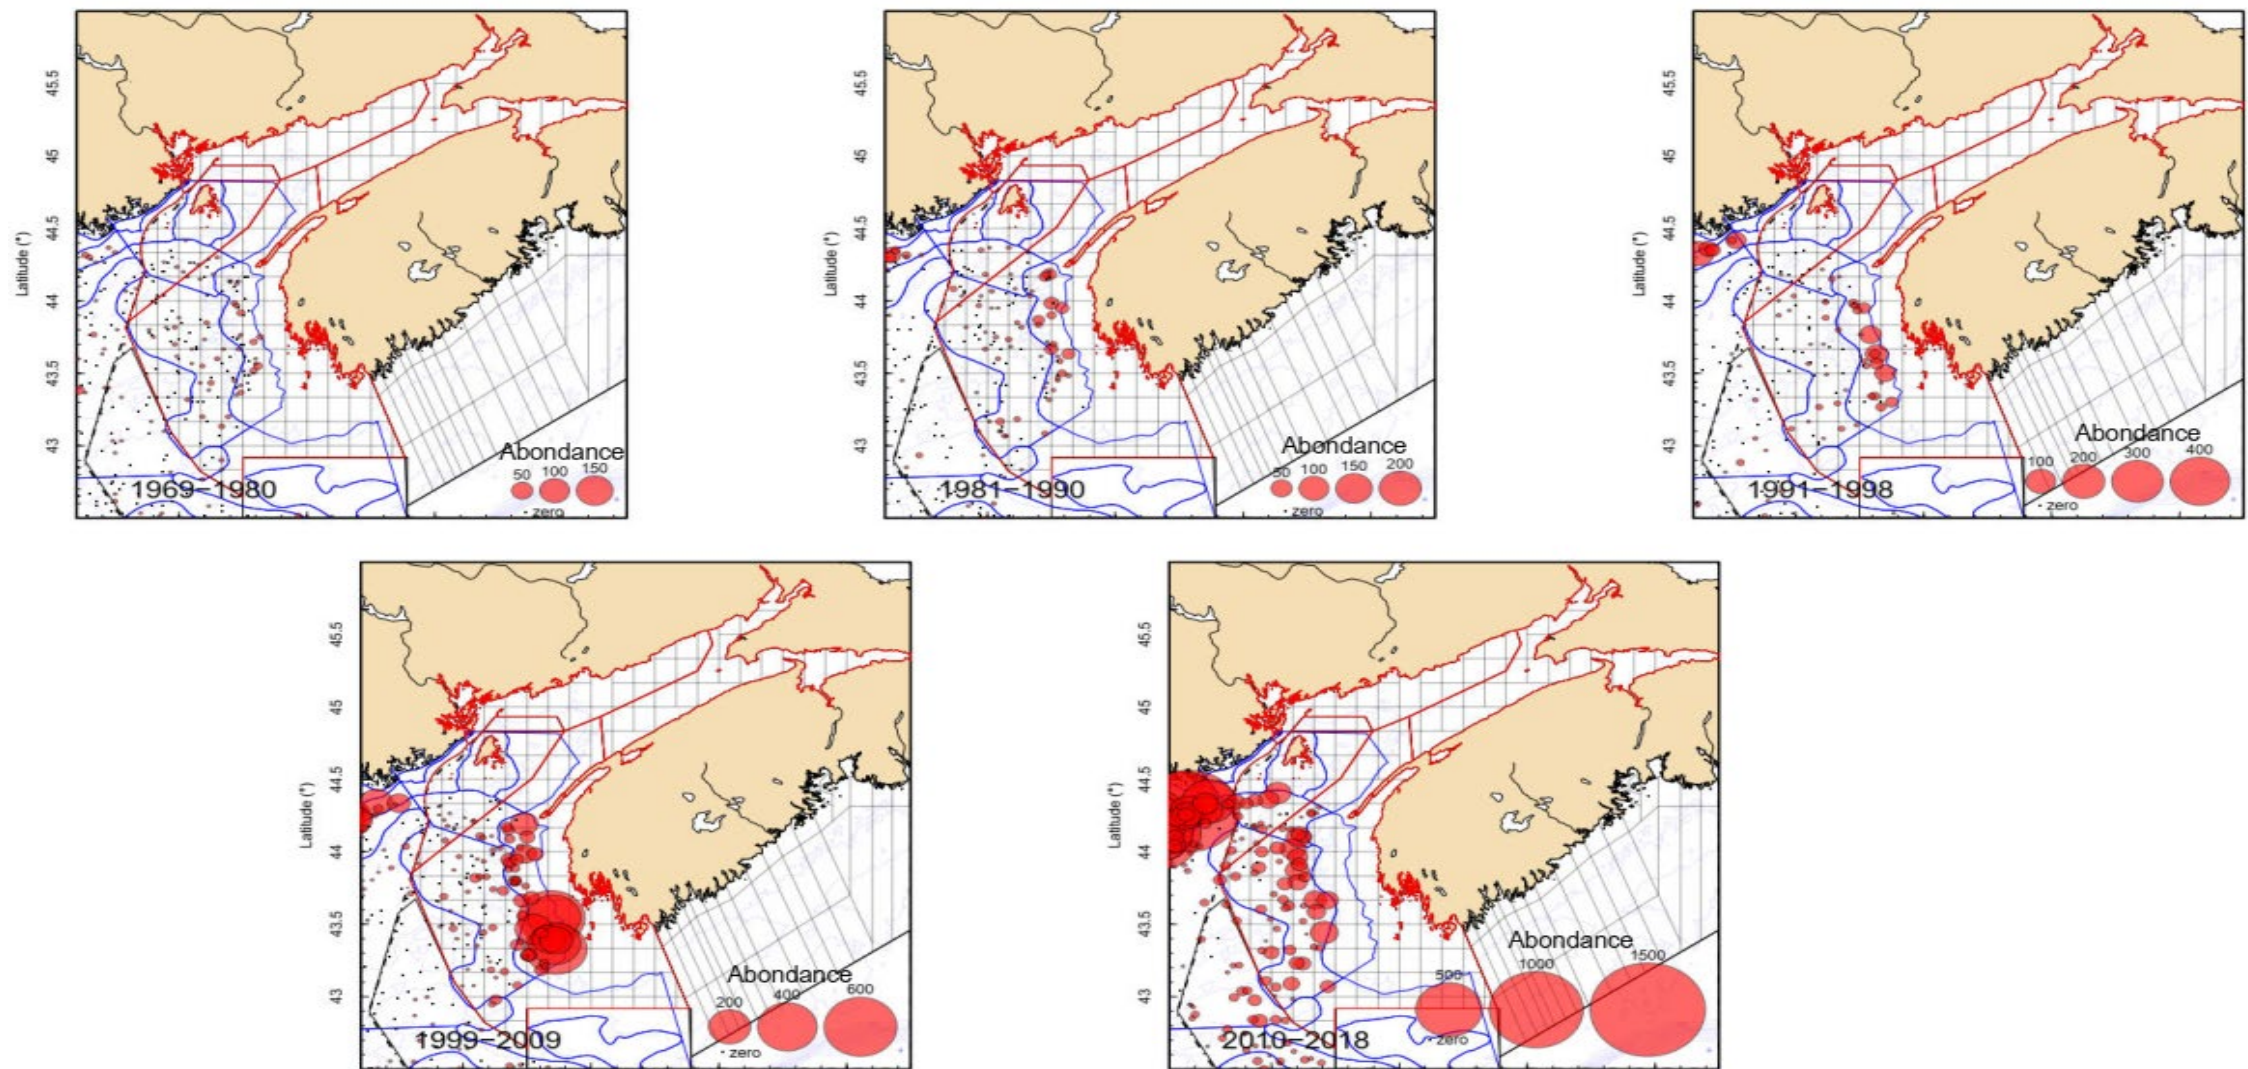 45.5
45
44.5
44
43.5
43
Latitude (°)
Abondance
50 100 150
zero
1969−1980
45.5
45
44.5
44
43.5
43
Latitude (°)
Abondance
50 100 150 200
zero
1981−1990
45.5
45
44.5
44
43.5
43
Latitude (°)
Abondance
100 200 300 400
zero
1991−1998
45.5
45
44.5
44
43.5
43
Latitude (°)
Abondance
200 400 600
zero
1999−2009
45.5
45
44.5
44
43.5
43
Latitude (°)
Abondance
500 1000 1500
zero
2010−2018